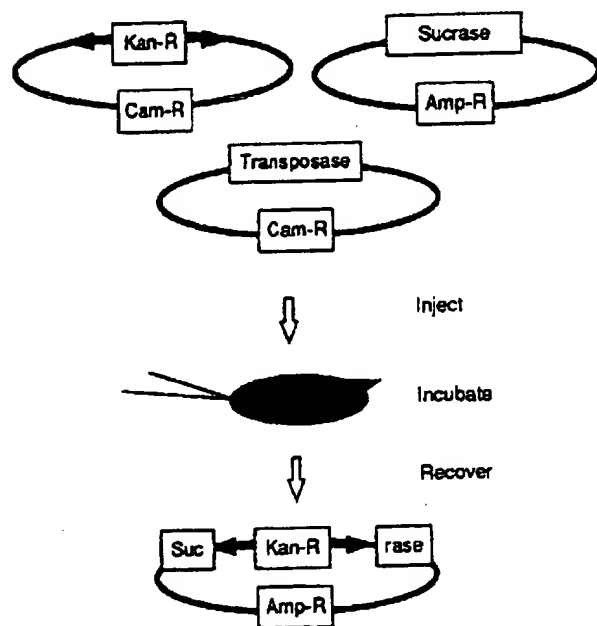 Kan-R
Cam-R
Sucrase
Amp-R
Transposase
Cam-R
Inject
Incubate
Recover
Suc
Kan-R
rase
Amp-R